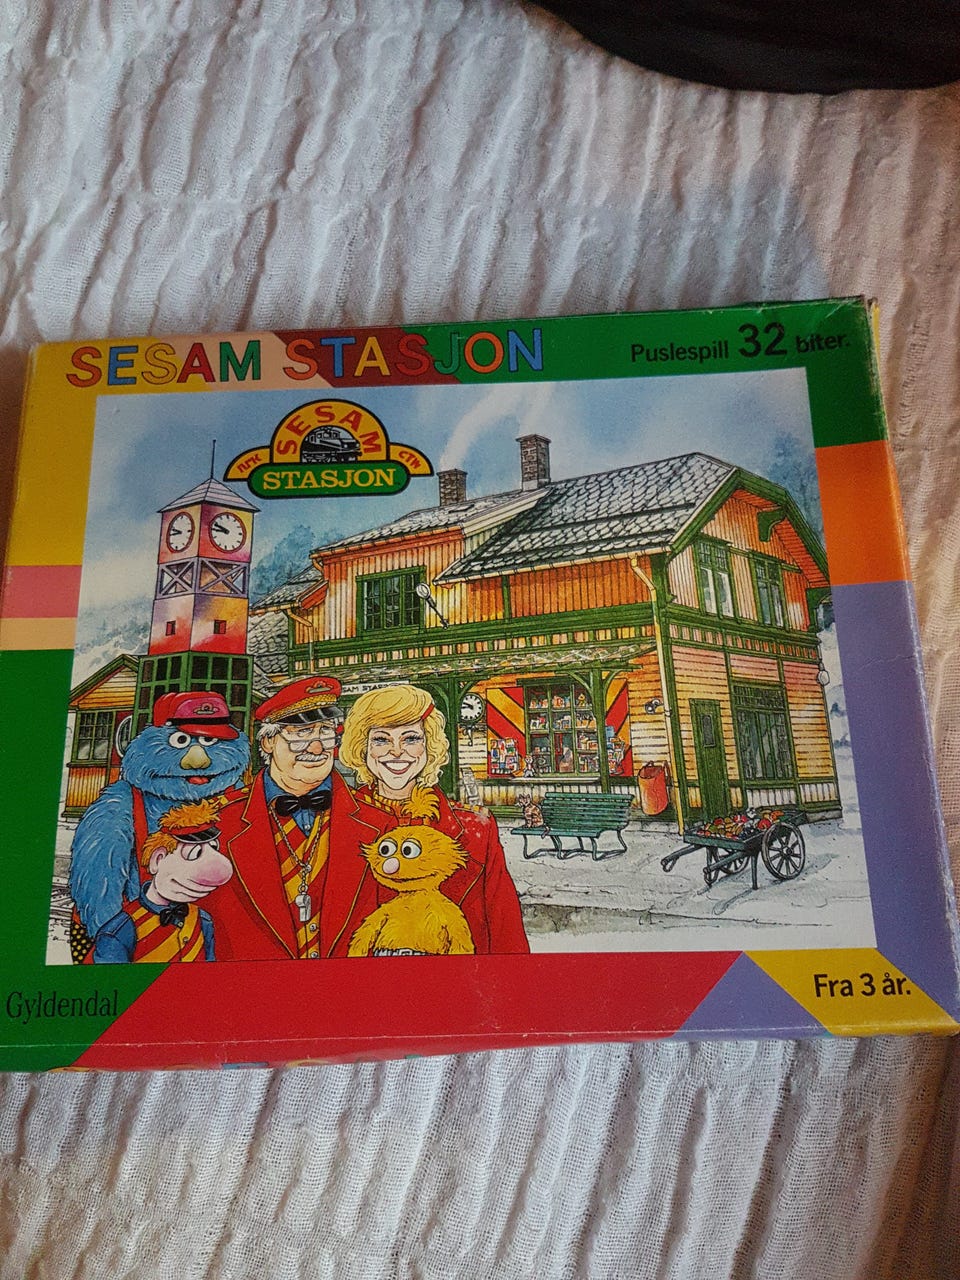 SESAM STASJON
Puslespill 32 biter.
SESAM
NRK CTW
STASJON
Gyldendal
Fra 3 år.